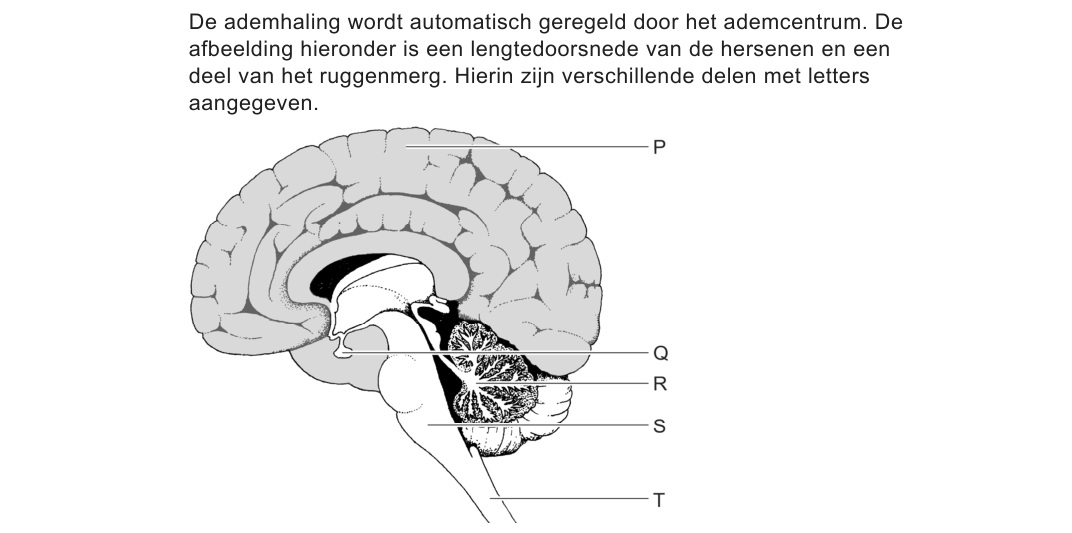 De ademhaling wordt automatisch geregeld door het ademcentrum. De
afbeelding hieronder is een lengtedoorsnede van de hersenen en een
deel van het ruggenmerg. Hierin zijn verschillende delen met letters
aangegeven.
P
Q
R
S
T